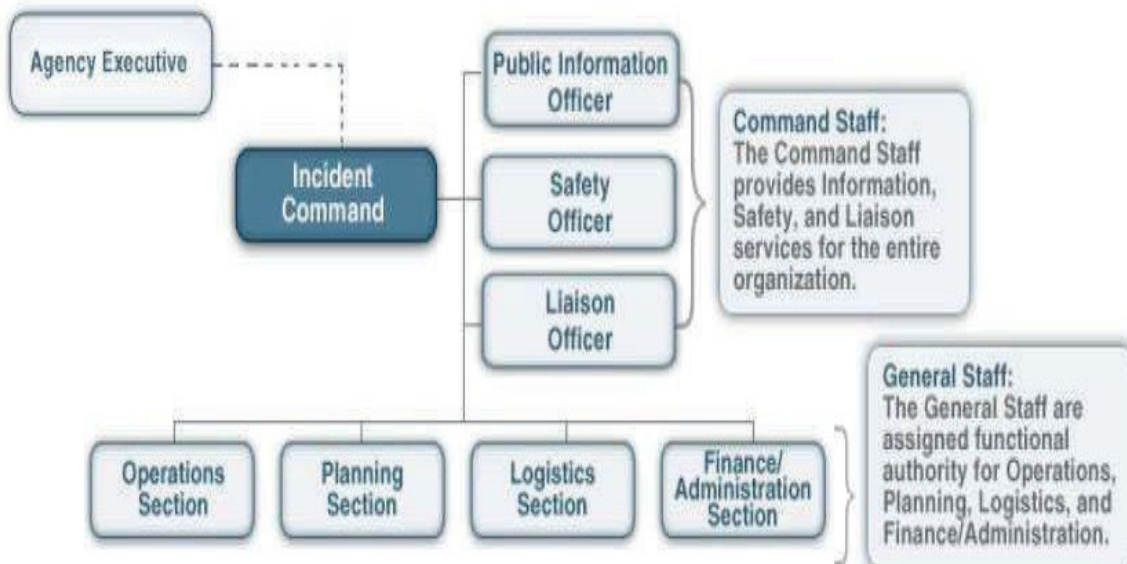 Agency Executive
Incident
Command
Public Information
Officer
Safety
Officer
Liaison
Officer
Command Staff:
The Command Staff
provides Information,
Safety, and Liaison
services for the entire
organization.
Operations
Section
Planning
Section
Logistics
Section
Finance/
Administration
Section
General Staff:
The General Staff are
assigned functional
authority for Operations,
Planning, Logistics, and
Finance/Administration.